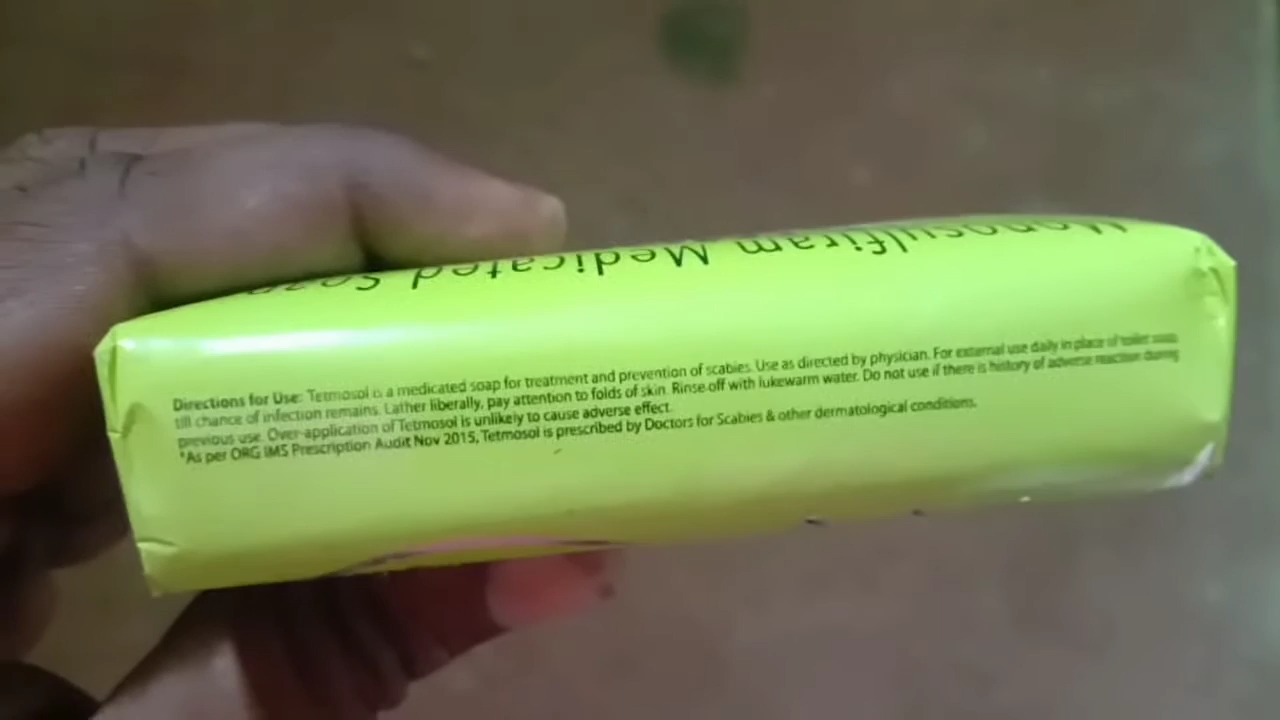 Monosulfiram Medicated Soap
Directions for Use: Tetmosol is a medicated soap for treatment and prevention of scabies. Use as directed by physician. For external use daily in place of toilet soap
till chance of infection remains. Lather liberally, pay attention to folds of skin. Rinse off with lukewarm water. Do not use if there is history of adverse reaction during
previous use. Over-application of Tetmosol is unlikely to cause adverse effect.
*As per ORG IMS Prescription Audit Nov 2015, Tetmosol is prescribed by Doctors for Scabies & other dermatological conditions.